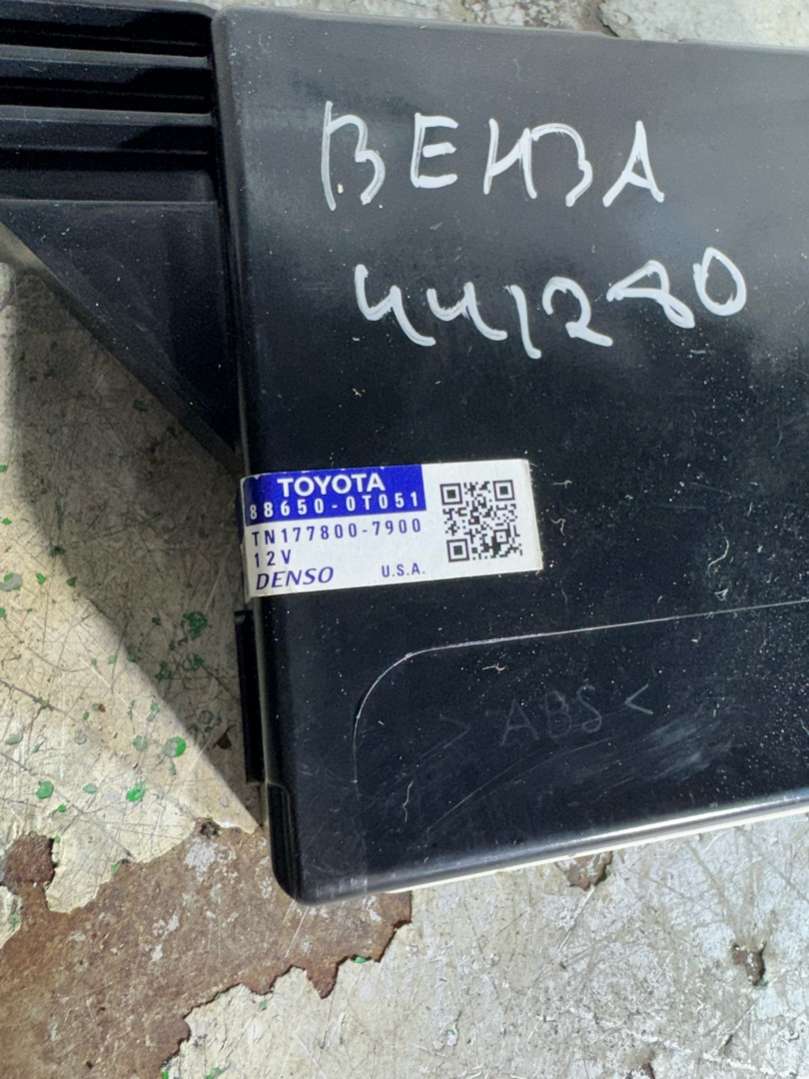 ВЕНЗА
441280
TOYOTA
88650-0T051
TN177800-7900
12V
DENSO U.S.A.
>ABS<